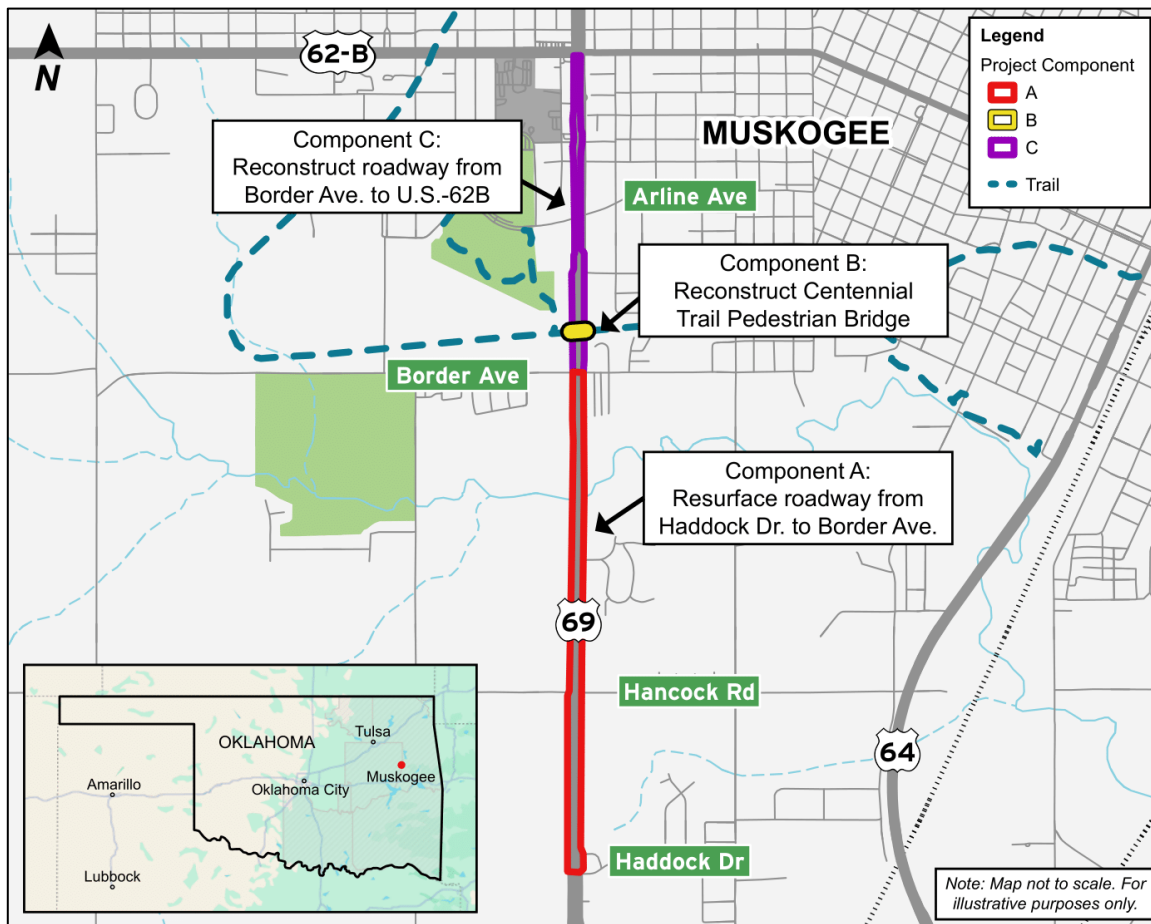 N
62-B
Legend
Project Component
A
B
C
Trail
MUSKOGEE
Component C:
Reconstruct roadway from
Border Ave. to U.S.-62B
Arline Ave
Component B:
Reconstruct Centennial
Trail Pedestrian Bridge
Border Ave
Component A:
Resurface roadway from
Haddock Dr. to Border Ave.
69
Hancock Rd
64
Haddock Dr
OKLAHOMA
Tulsa
Muskogee
Oklahoma City
Amarillo
Lubbock
Note: Map not to scale. For
illustrative purposes only.